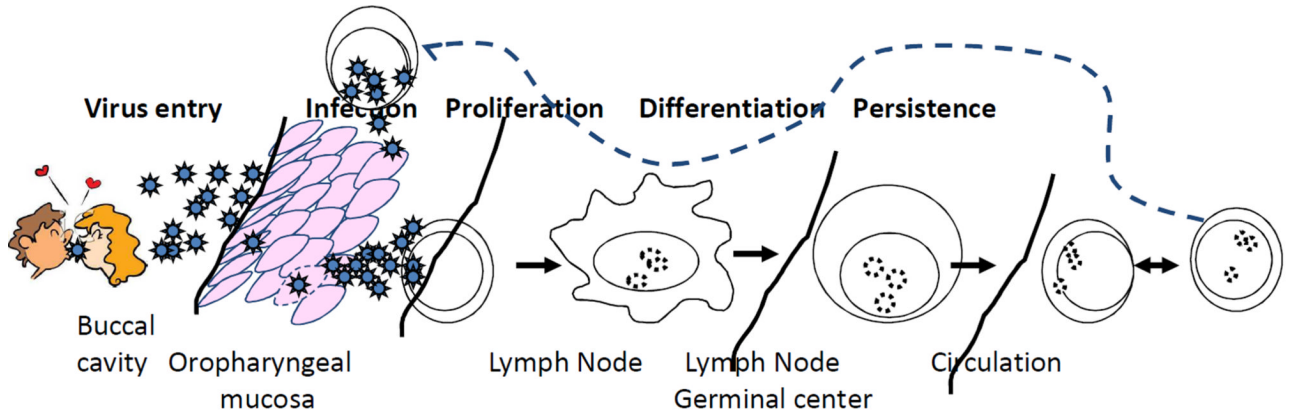 Virus entry
Infection
Proliferation
Differentiation
Persistence
Buccal
cavity
Oropharyngeal
mucosa
Lymph Node
Lymph Node
Germinal center
Circulation